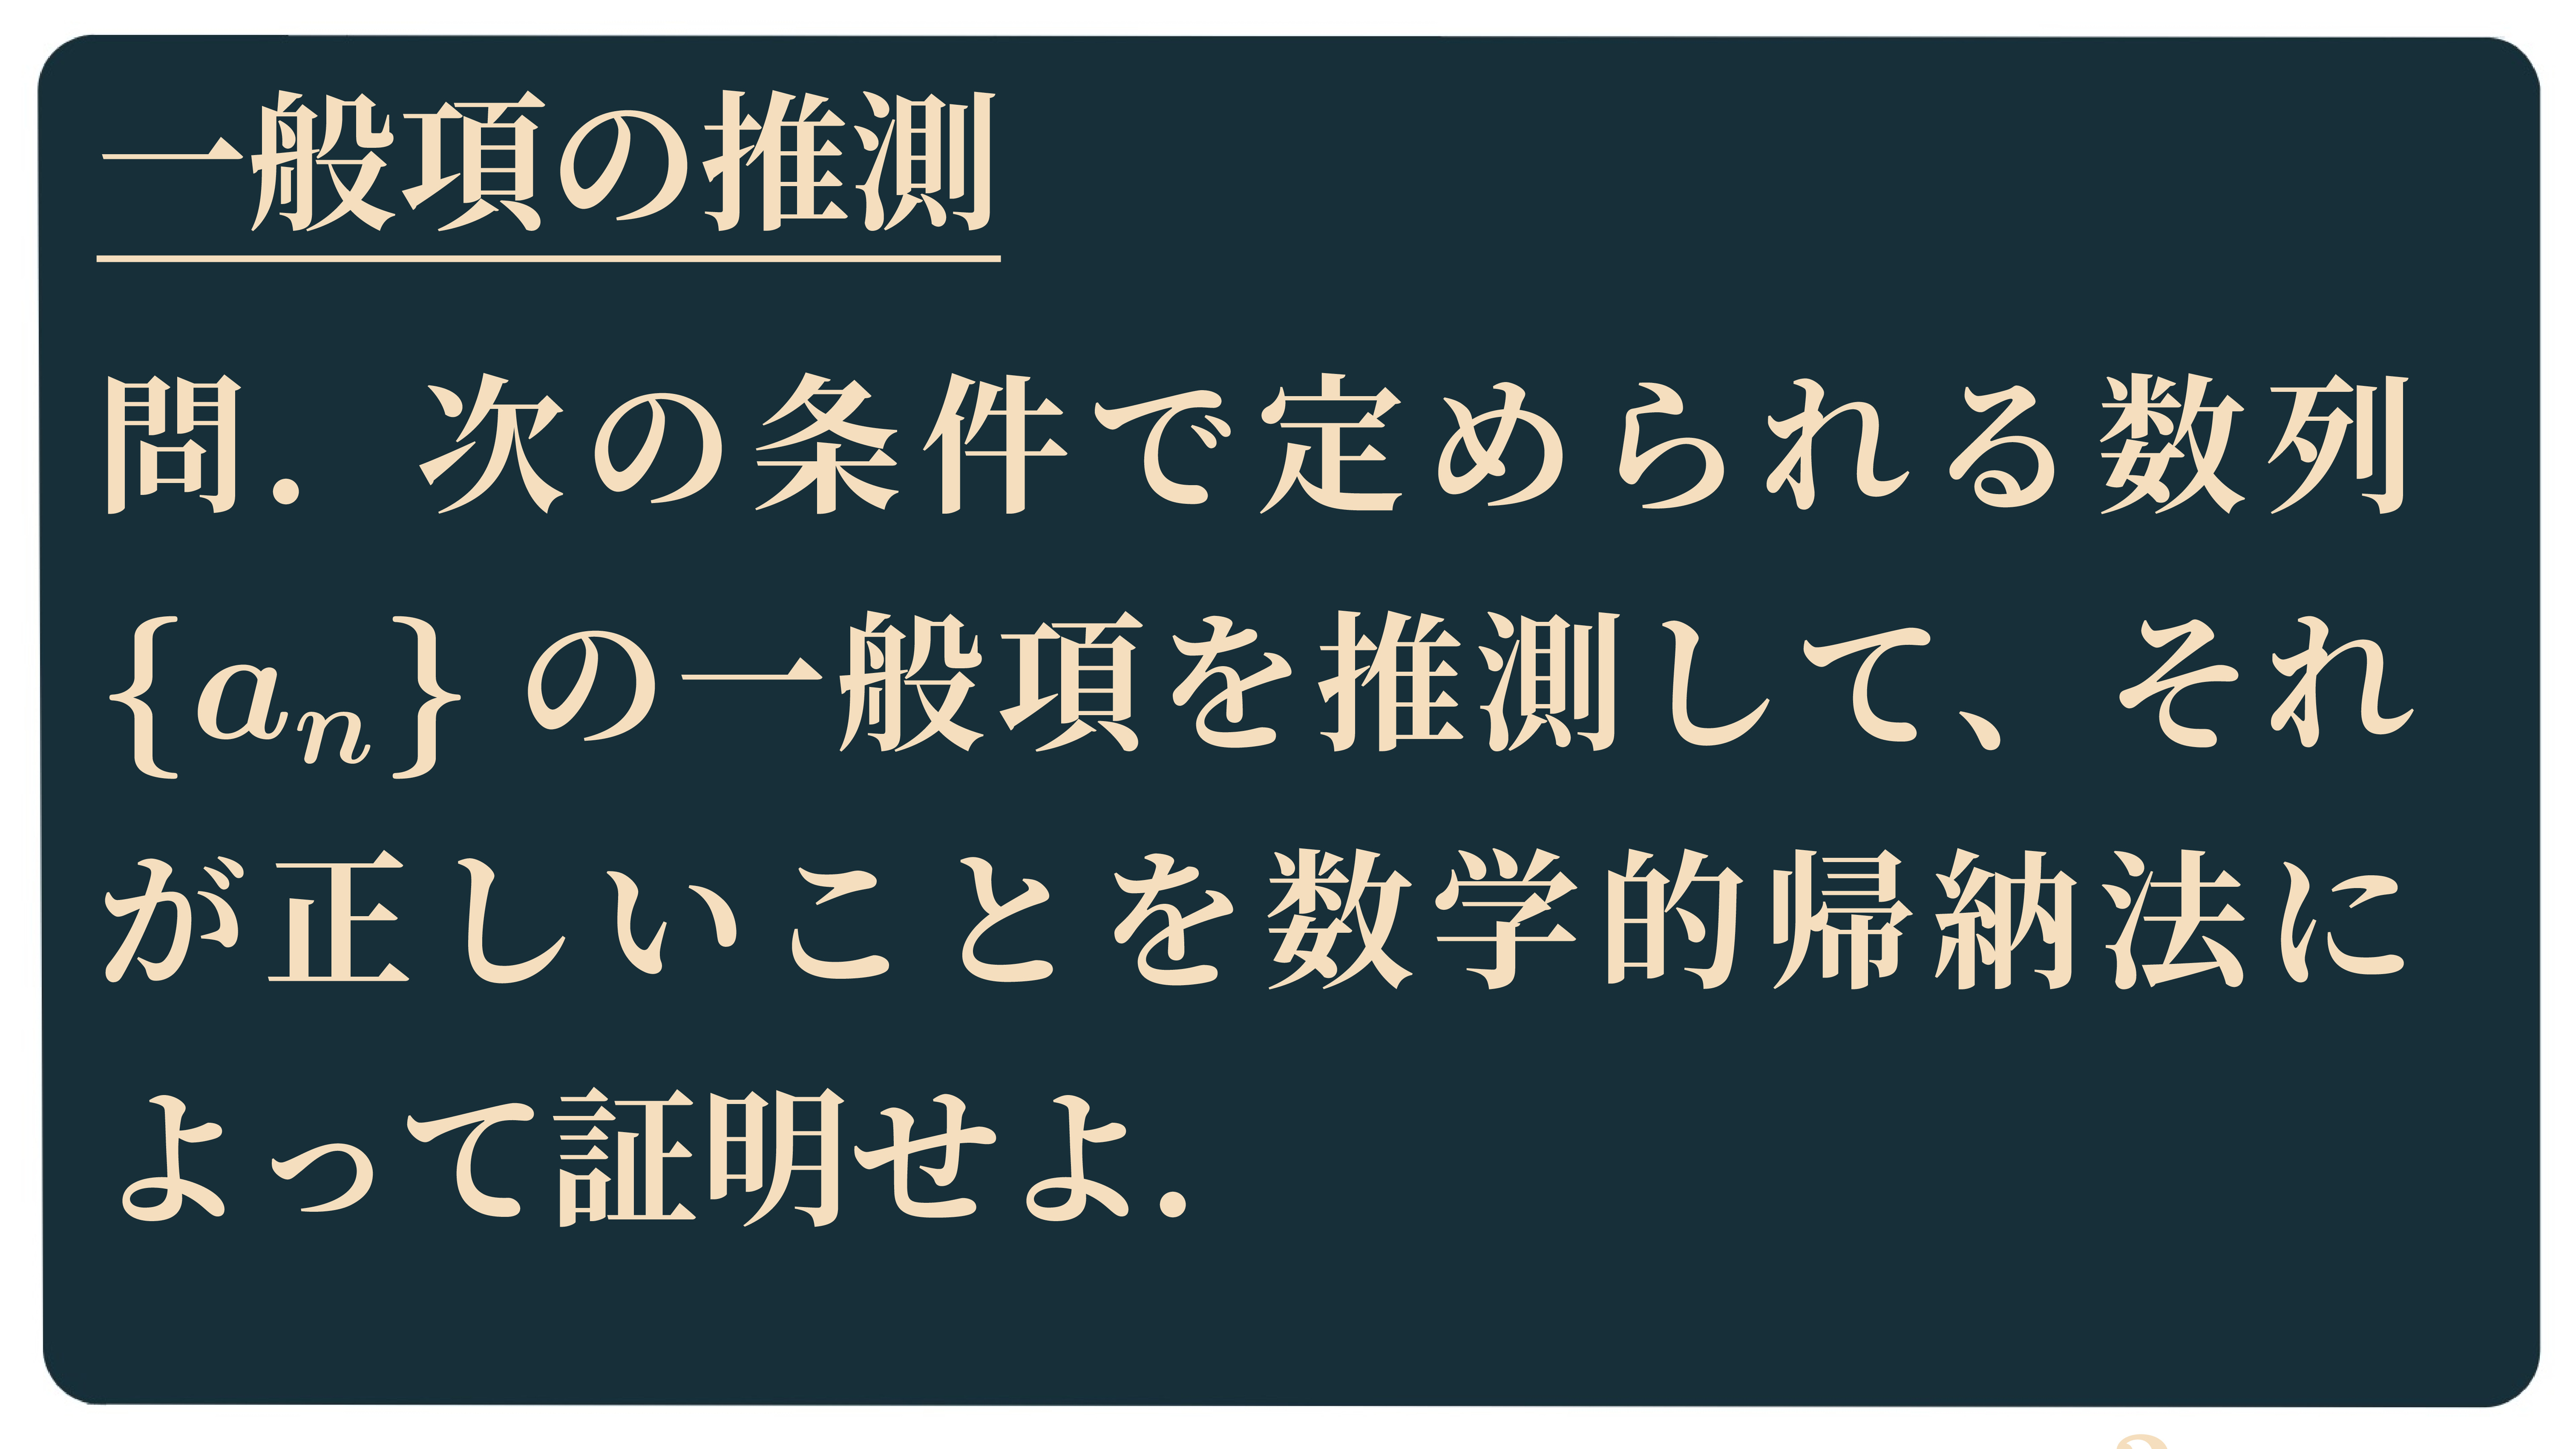 一般項の推測
問. 次の条件で定められる数列
{aₙ} の一般項を推測して、それ
が正しいことを数学的帰納法に
よって証明せよ.